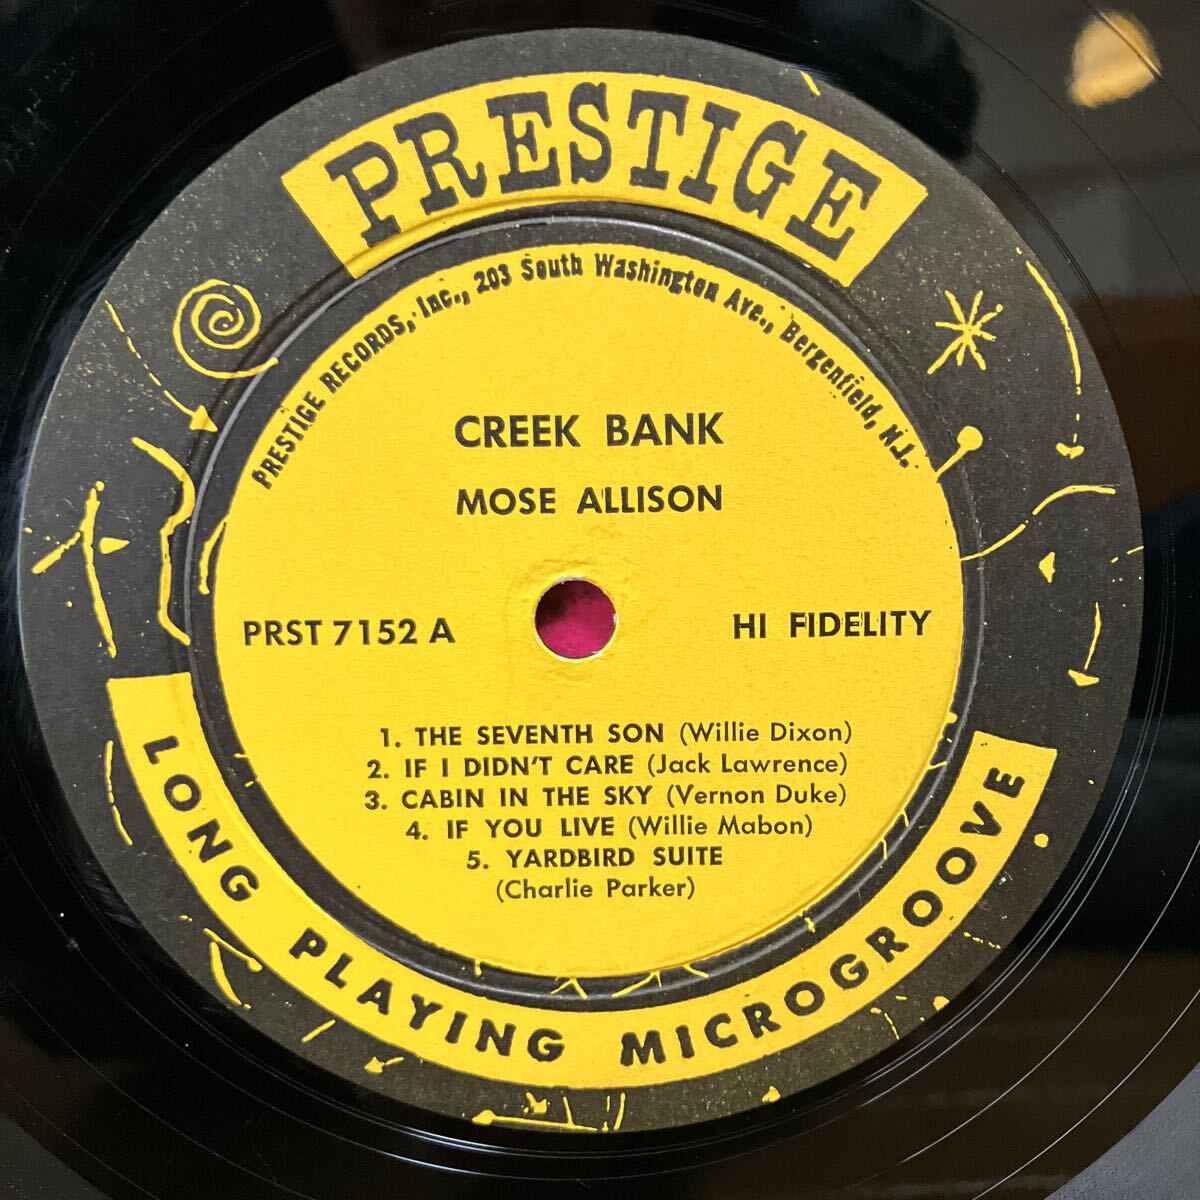 PRESTIGE
PRESTIGE RECORDS, Inc., 203 South Washington Ave., Bergenfield, N.J.
CREEK BANK
MOSE ALLISON
PRST 7152 A
HI FIDELITY
1. THE SEVENTH SON (Willie Dixon)
2. IF I DIDN'T CARE (Jack Lawrence)
3. CABIN IN THE SKY (Vernon Duke)
4. IF YOU LIVE (Willie Mabon)
5. YARDBIRD SUITE
(Charlie Parker)
LONG PLAYING MICROGROOVE